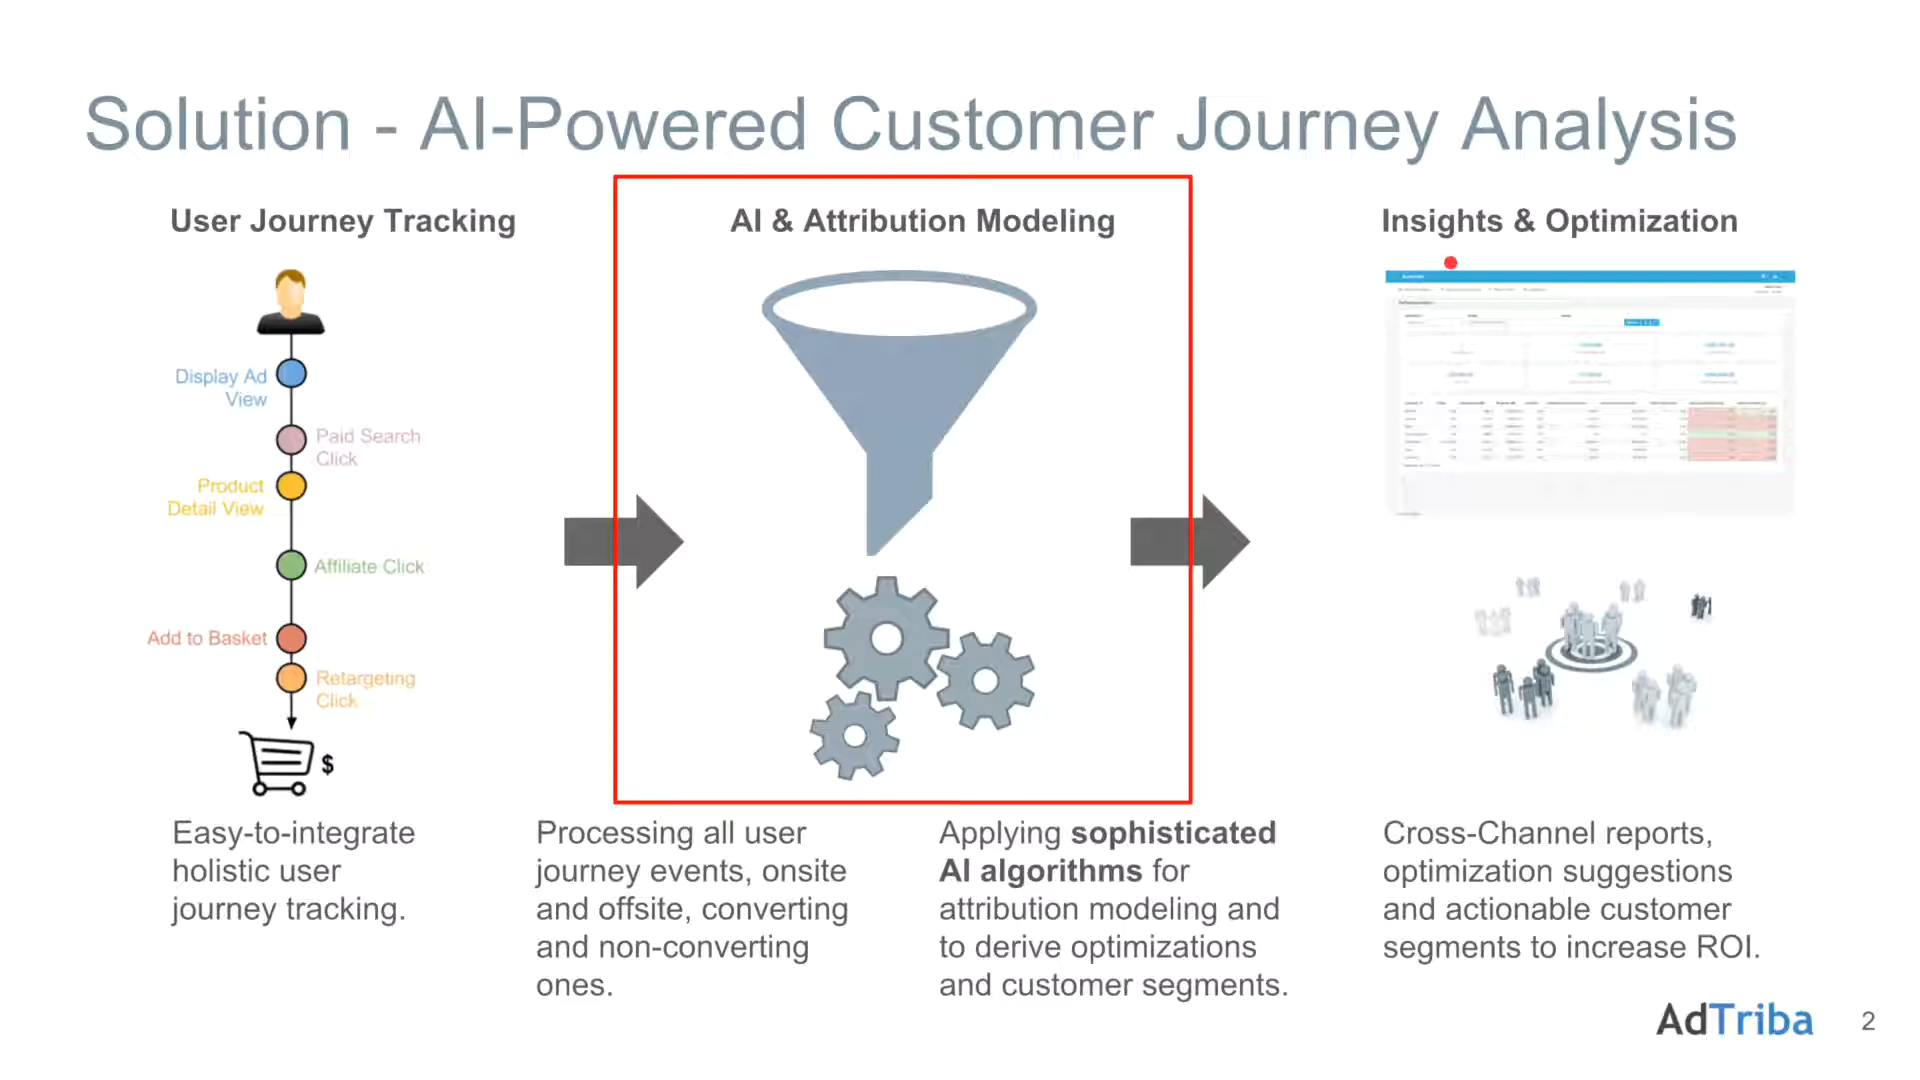 Solution - AI-Powered Customer Journey Analysis
User Journey Tracking
Display Ad
View
Paid Search
Click
Product
Detail View
Affiliate Click
Add to Basket
Retargeting
Click
$
Easy-to-integrate
holistic user
journey tracking.
AI & Attribution Modeling
Processing all user
journey events, onsite
and offsite, converting
and non-converting
ones.
Applying sophisticated
AI algorithms for
attribution modeling and
to derive optimizations
and customer segments.
Insights & Optimization
Cross-Channel reports,
optimization suggestions
and actionable customer
segments to increase ROI.
AdTriba
2